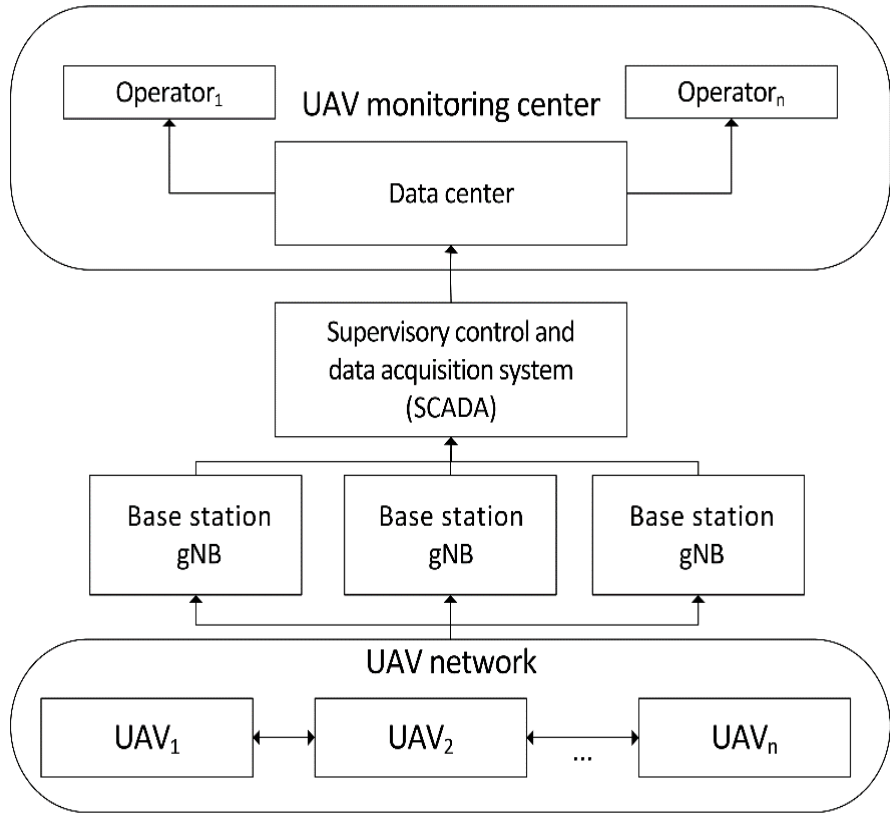 Operator₁
Operatorₙ
UAV monitoring center
Data center
Supervisory control and
data acquisition system
(SCADA)
Base station
gNB
Base station
gNB
Base station
gNB
UAV network
UAV₁
UAV₂
...
UAVₙ